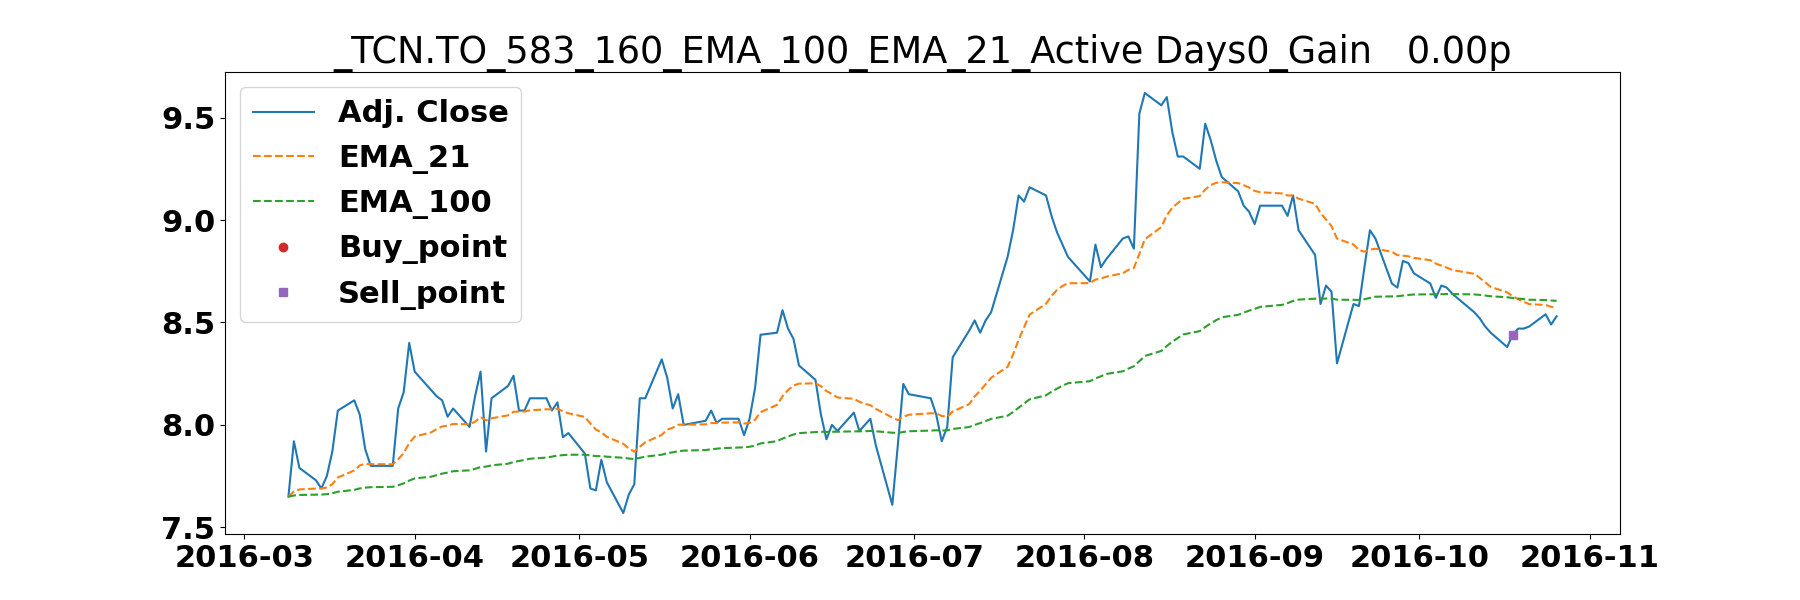 _TCN.TO_583_160_EMA_100_EMA_21_Active Days0_Gain   0.00p
Adj. Close
EMA_21
EMA_100
Buy_point
Sell_point
9.5
9.0
8.5
8.0
7.5
2016-03 2016-04 2016-05 2016-06 2016-07 2016-08 2016-09 2016-10 2016-11